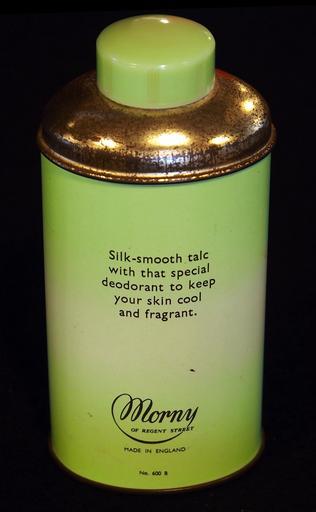 Silk-smooth talc
with that special
deodorant to keep
your skin cool
and fragrant.
Morny
OF REGENT STREET
MADE IN ENGLAND
No. 600 B